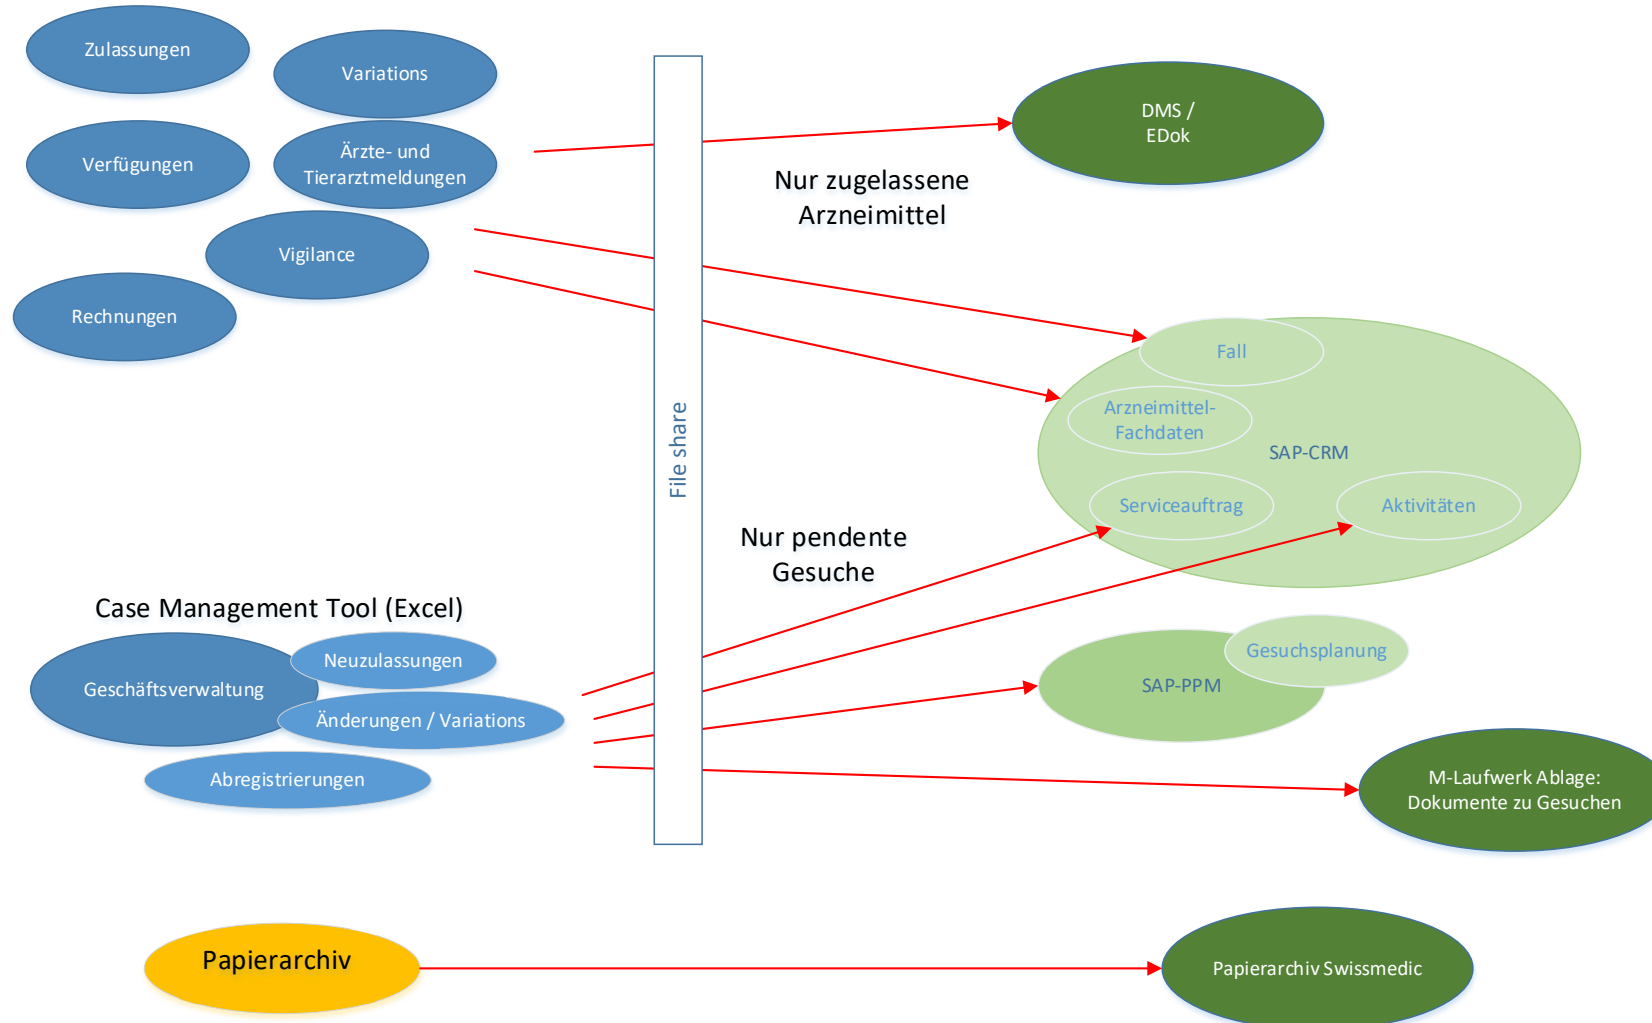 Zulassungen
Variations
Verfügungen
Ärzte- und
Tierarztmeldungen
Vigilance
Rechnungen
File share
DMS /
EDok
Nur zugelassene
Arzneimittel
Fall
Arzneimittel-
Fachdaten
SAP-CRM
Serviceauftrag
Aktivitäten
Nur pendente
Gesuche
Case Management Tool (Excel)
Geschäftsverwaltung
Neuzulassungen
Änderungen / Variations
Abregistrierungen
Gesuchsplanung
SAP-PPM
M-Laufwerk Ablage:
Dokumente zu Gesuchen
Papierarchiv
Papierarchiv Swissmedic